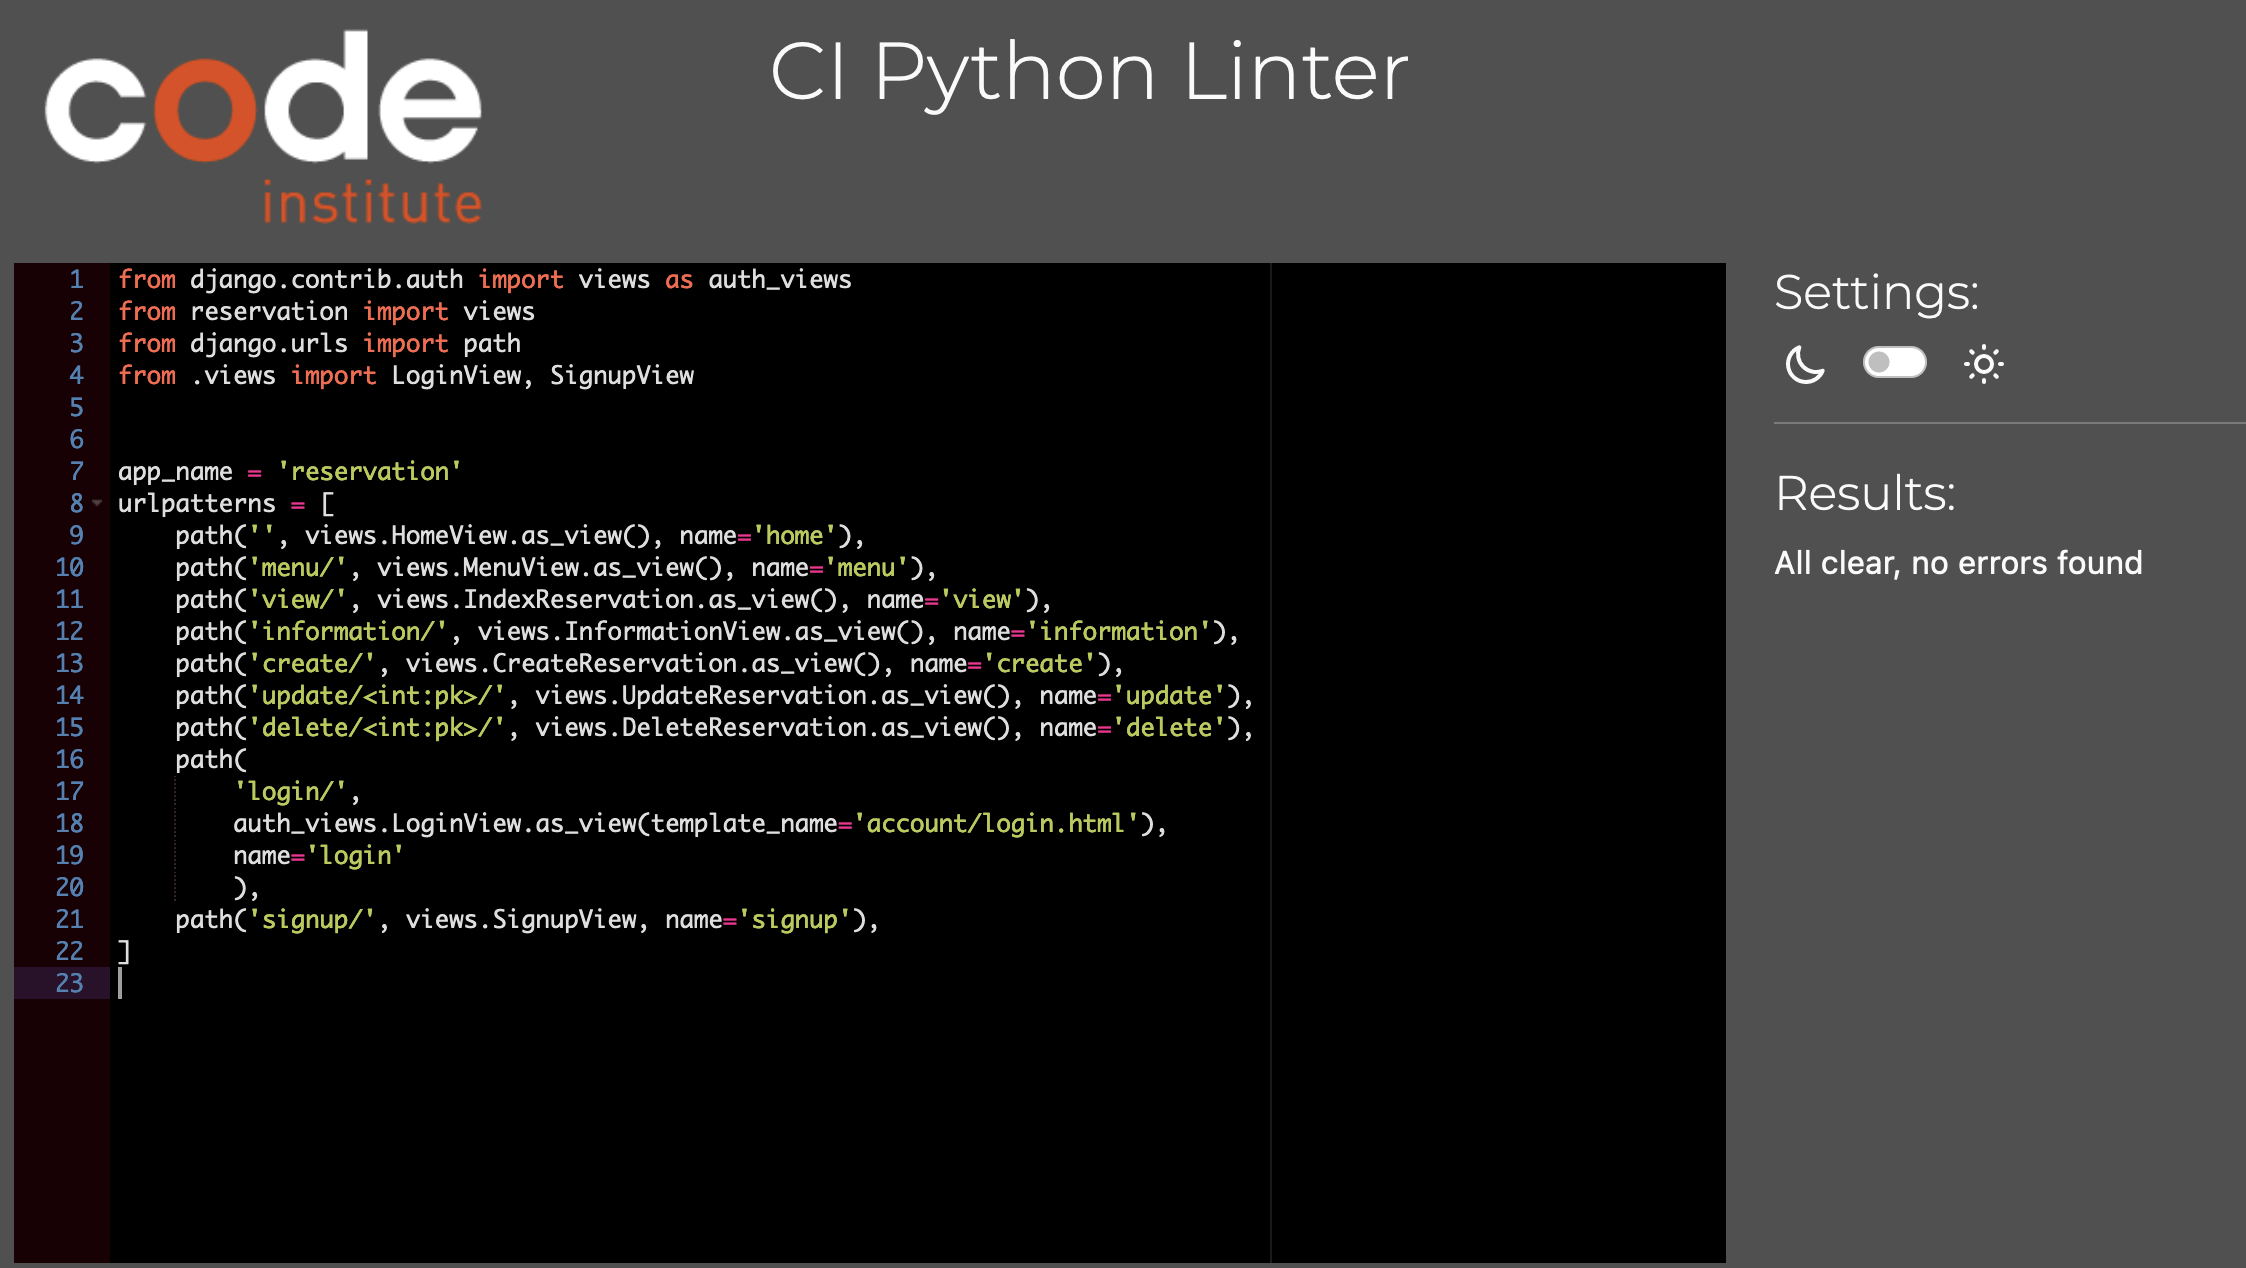 code
institute
CI Python Linter
1 from django.contrib.auth import views as auth_views
2 from reservation import views
3 from django.urls import path
4 from .views import LoginView, SignupView
5
6
7 app_name = 'reservation'
8 urlpatterns = [
9     path('', views.HomeView.as_view(), name='home'),
10     path('menu/', views.MenuView.as_view(), name='menu'),
11     path('view/', views.IndexReservation.as_view(), name='view'),
12     path('information/', views.InformationView.as_view(), name='information'),
13     path('create/', views.CreateReservation.as_view(), name='create'),
14     path('update/<int:pk>/', views.UpdateReservation.as_view(), name='update'),
15     path('delete/<int:pk>/', views.DeleteReservation.as_view(), name='delete'),
16     path(
17         'login/',
18         auth_views.LoginView.as_view(template_name='account/login.html'),
19         name='login'
20         ),
21     path('signup/', views.SignupView, name='signup'),
22 ]
23
Settings:
Results:
All clear, no errors found